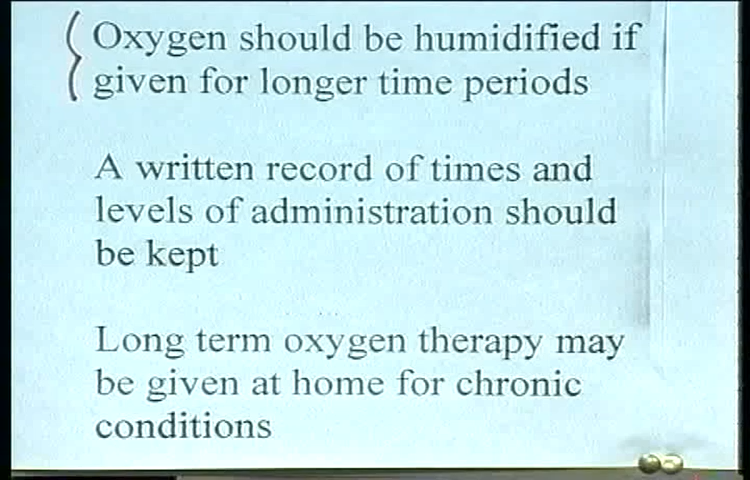 Oxygen should be humidified if
given for longer time periods
A written record of times and
levels of administration should
be kept
Long term oxygen therapy may
be given at home for chronic
conditions